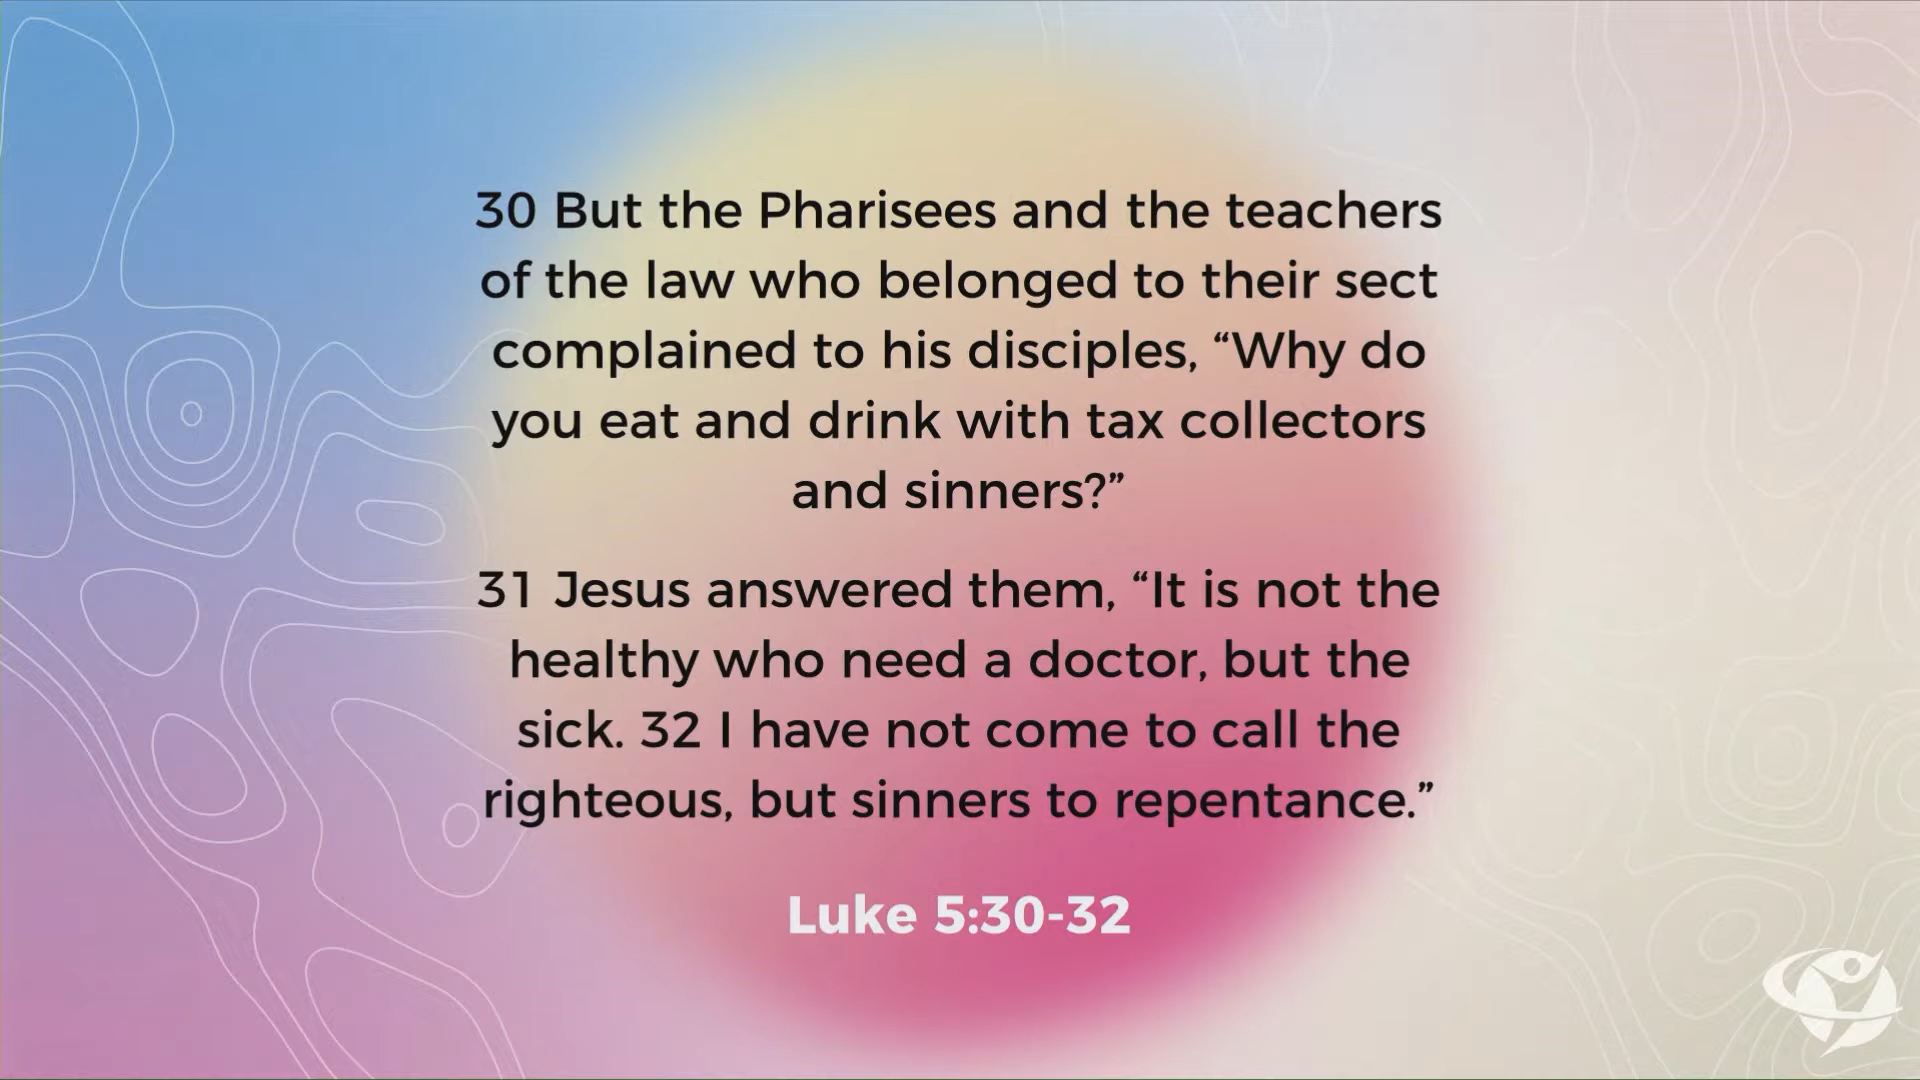 30 But the Pharisees and the teachers
of the law who belonged to their sect
complained to his disciples, “Why do
you eat and drink with tax collectors
and sinners?”
31 Jesus answered them, “It is not the
healthy who need a doctor, but the
sick. 32 I have not come to call the
righteous, but sinners to repentance.”
Luke 5:30-32